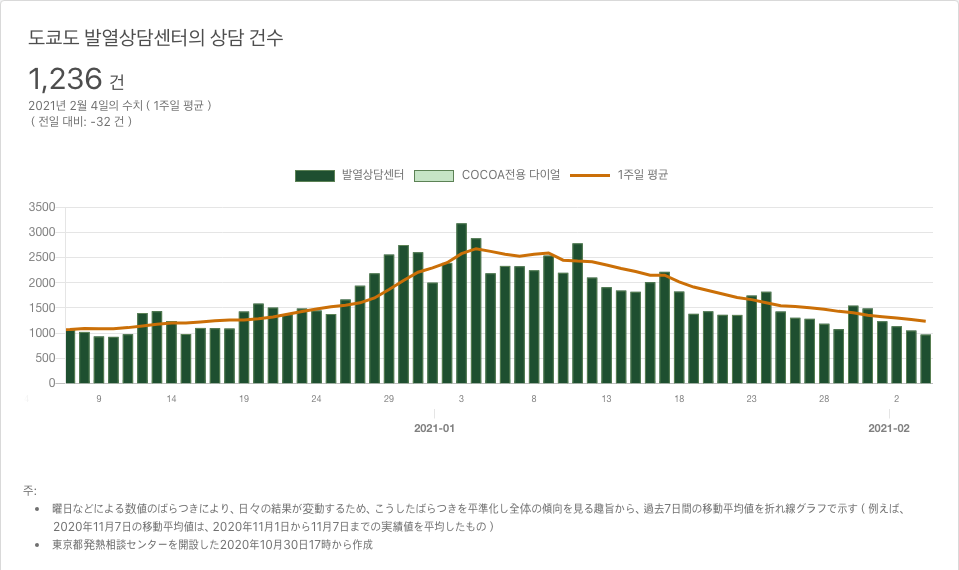 도쿄도 발열상담센터의 상담 건수
1,236 건
2021년 2월 4일의 수치 ( 1주일 평균 )
( 전일 대비: -32 건 )
발열상담센터 COCOA전용 다이얼 1주일 평균
3500
3000
2500
2000
1500
1000
500
0
9 14 19 24 29 3 8 13 18 23 28 2
2021-01 2021-02
주:
• 曜日などによる数値のばらつきにより、日々の結果が変動するため、こうしたばらつきを平準化し全体の傾向を見る趣旨から、過去7日間の移動平均値を折れ線グラフで示す ( 例えば、
2020年11月7日の移動平均値は、2020年11月1日から11月7日までの実績値を平均したもの )
• 東京都発熱相談センターを開設した2020年10月30日17時から作成